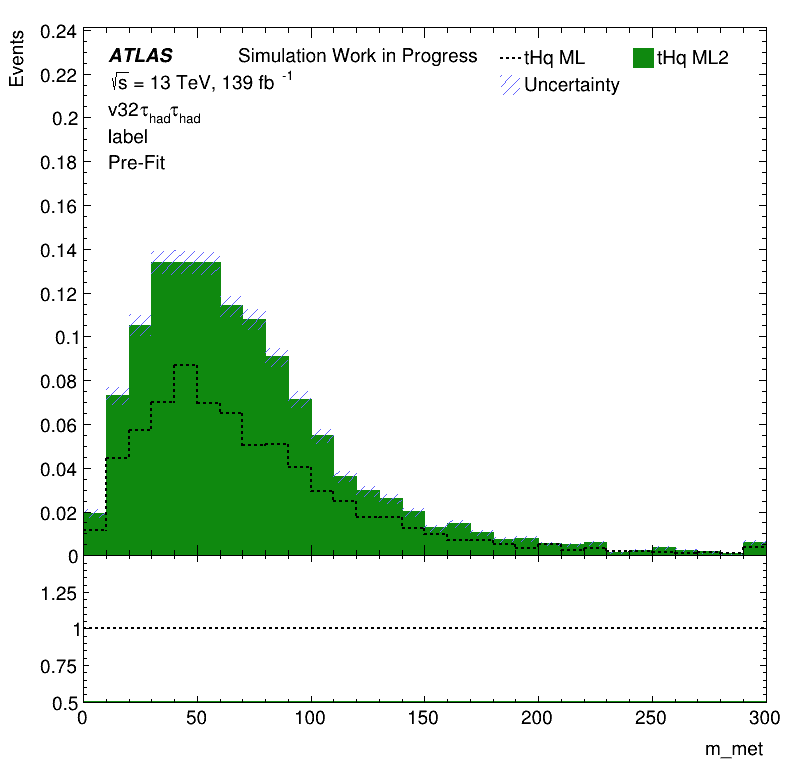 ATLAS Simulation Work in Progress
√s = 13 TeV, 139 fb⁻¹
v32τhadτhad
label
Pre-Fit
tHq ML
tHq ML2
Uncertainty
Events
0.24
0.22
0.2
0.18
0.16
0.14
0.12
0.1
0.08
0.06
0.04
0.02
0
1.25
1
0.75
0.5
0 50 100 150 200 250 300
m_met